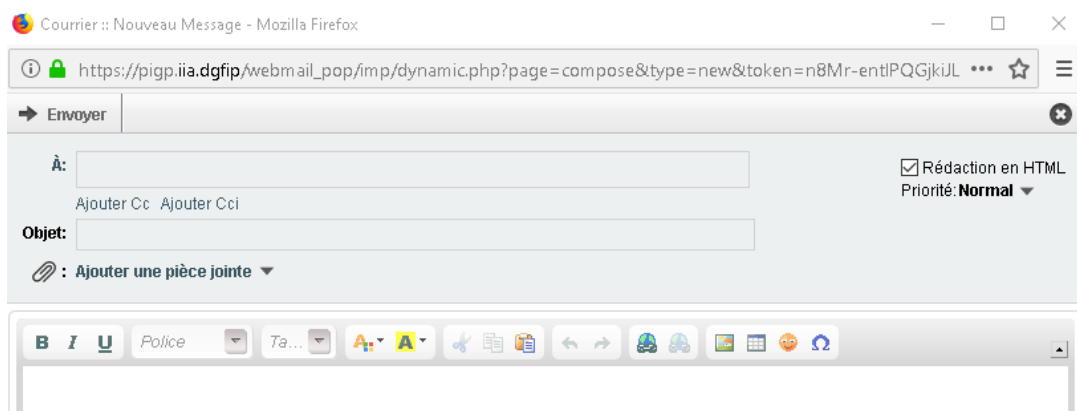 Courrier :: Nouveau Message - Mozilla Firefox
https://pigp.iia.dgfip/webmail_pop/imp/dynamic.php?page=compose&type=new&token=n8Mr-entlPQGjkiJL
Envoyer
À:
Rédaction en HTML
Priorité: Normal
Ajouter Cc Ajouter Cci
Objet:
: Ajouter une pièce jointe
B I U Police Ta... A A Ω